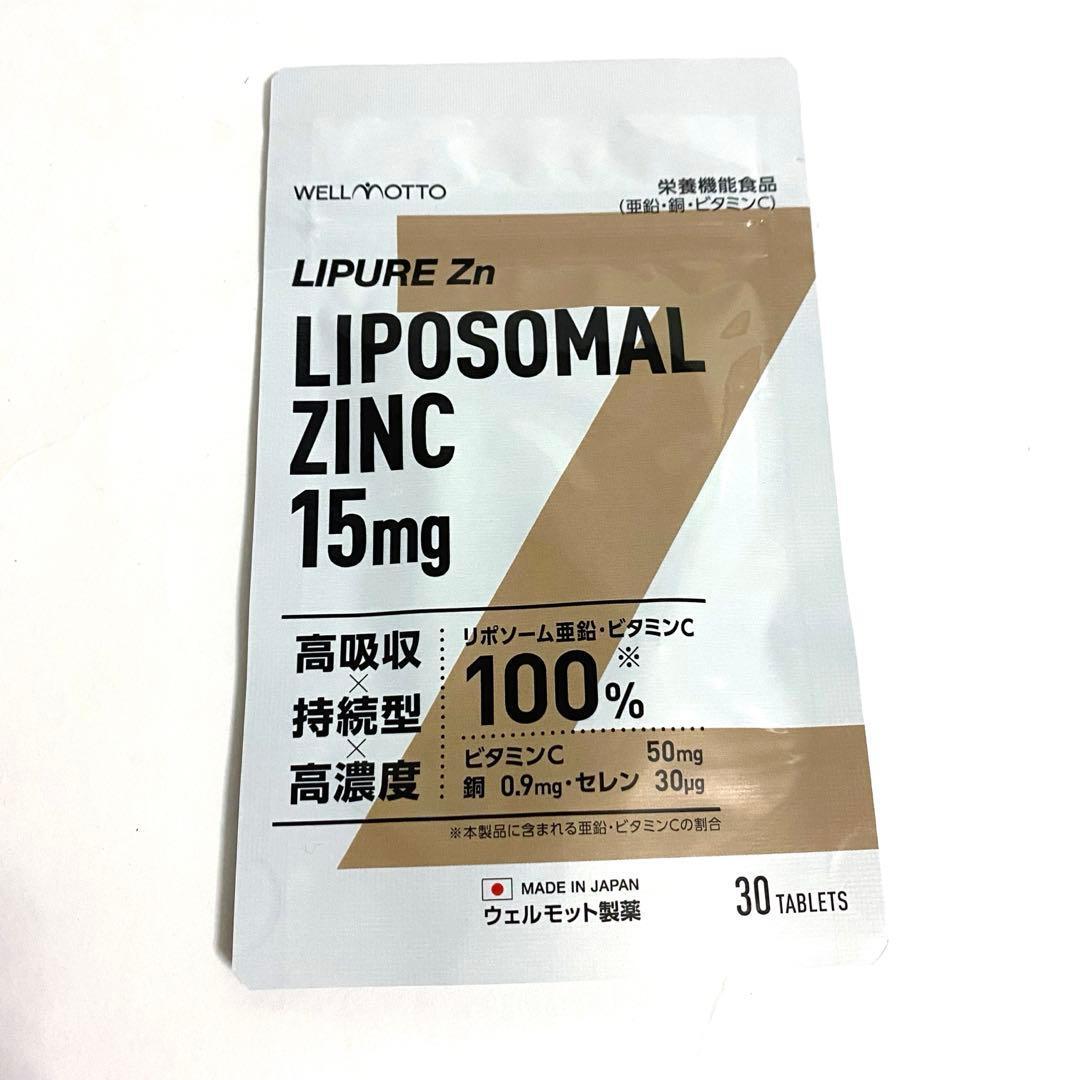 WELLMOTTO
栄養機能食品
(亜鉛・銅・ビタミンC)
LIPURE Zn
LIPOSOMAL
ZINC
15mg
高吸収
×
持続型
×
高濃度
リポソーム亜鉛・ビタミンC
100%※
ビタミンC 50mg
銅 0.9mg・セレン 30μg
※本製品に含まれる亜鉛・ビタミンCの割合
MADE IN JAPAN
ウェルモット製薬
30 TABLETS